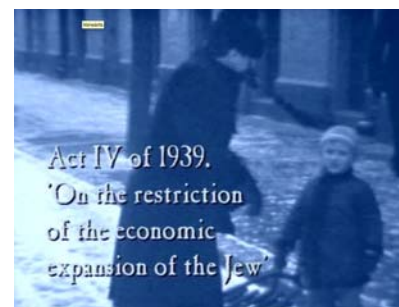 Act IV of 1939.
'On the restriction
of the economic
expansion of the Jew'